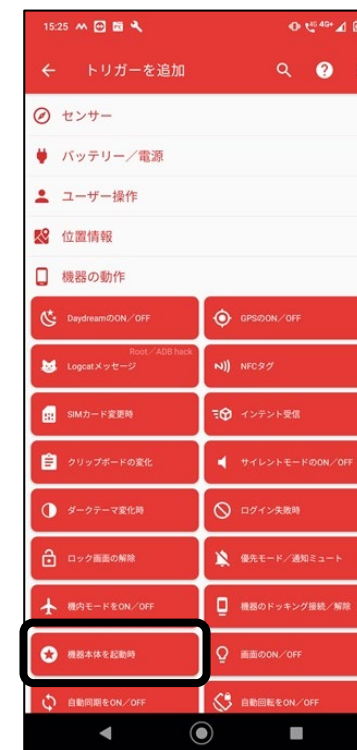 15:25
4G 4G+
トリガーを追加
センサー
バッテリー／電源
ユーザー操作
位置情報
機器の動作
DaydreamのON／OFF
GPSのON／OFF
Root／ADB hack
Logcatメッセージ
NFCタグ
SIMカード変更時
インテント受信
クリップボードの変化
サイレントモードのON／OFF
ダークテーマ変化時
ログイン失敗時
ロック画面の解除
優先モード／通知ミュート
機内モードをON／OFF
機器のドッキング接続／解除
機器本体を起動時
画面のON／OFF
自動同期をON／OFF
自動回転をON／OFF